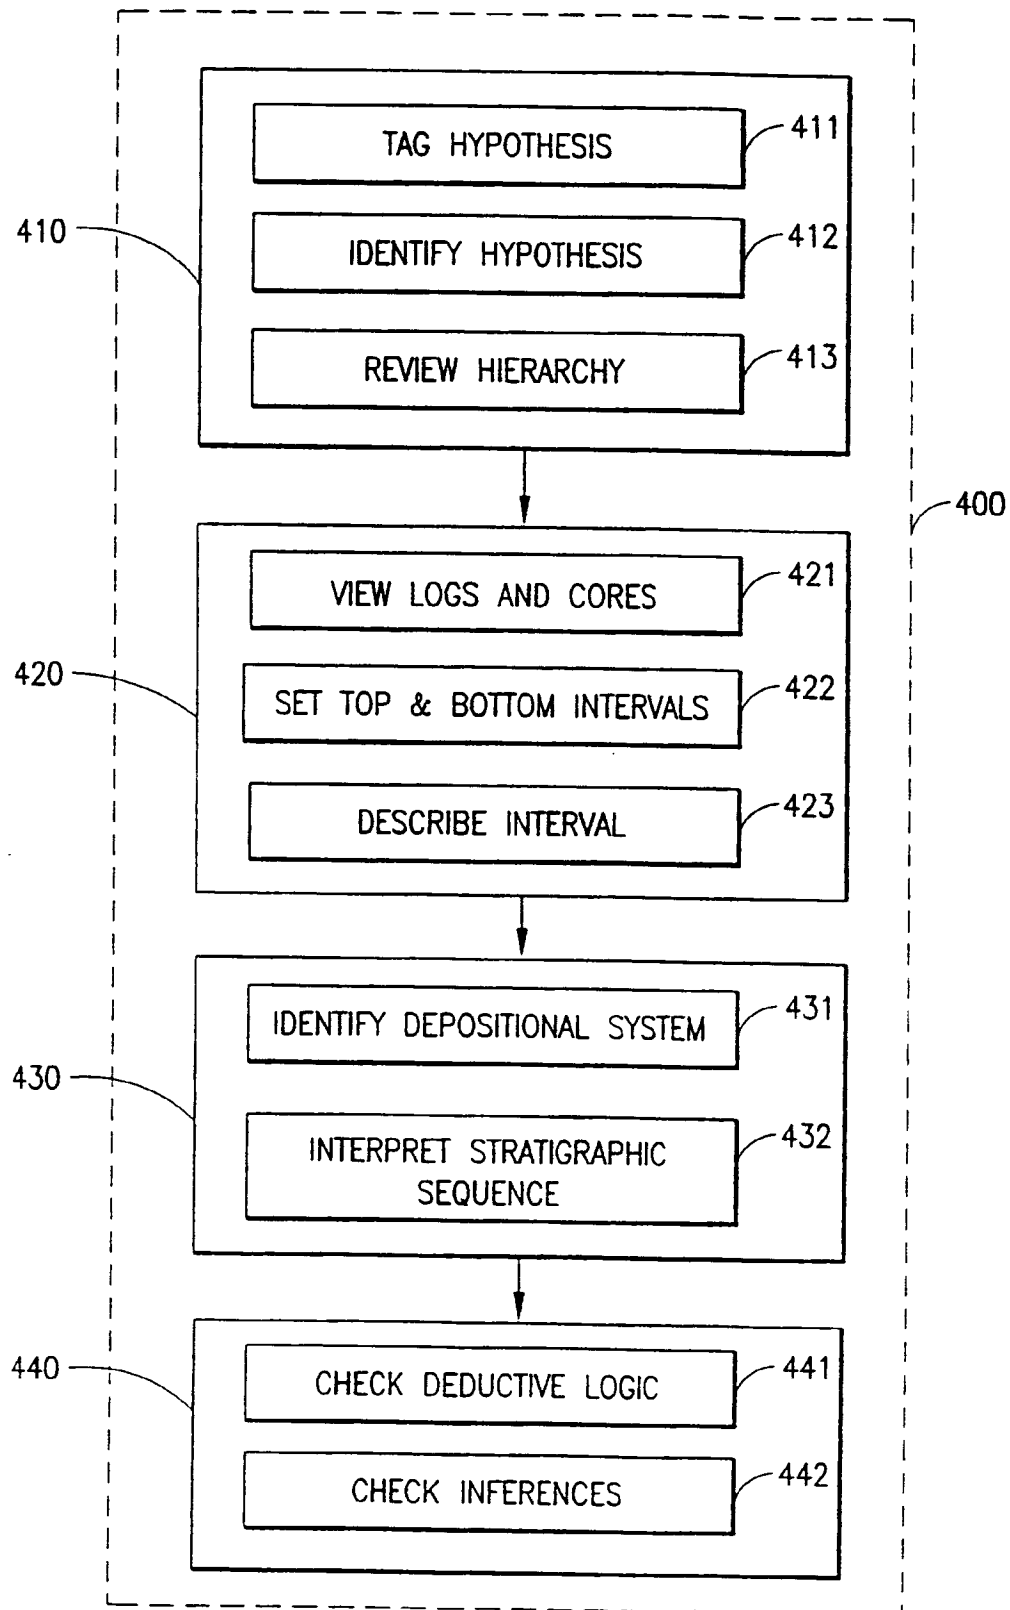 TAG HYPOTHESIS
411
410
IDENTIFY HYPOTHESIS
412
REVIEW HIERARCHY
413
400
VIEW LOGS AND CORES
421
420
SET TOP & BOTTOM INTERVALS
422
DESCRIBE INTERVAL
423
IDENTIFY DEPOSITIONAL SYSTEM
431
430
INTERPRET STRATIGRAPHIC
SEQUENCE
432
440
CHECK DEDUCTIVE LOGIC
441
CHECK INFERENCES
442